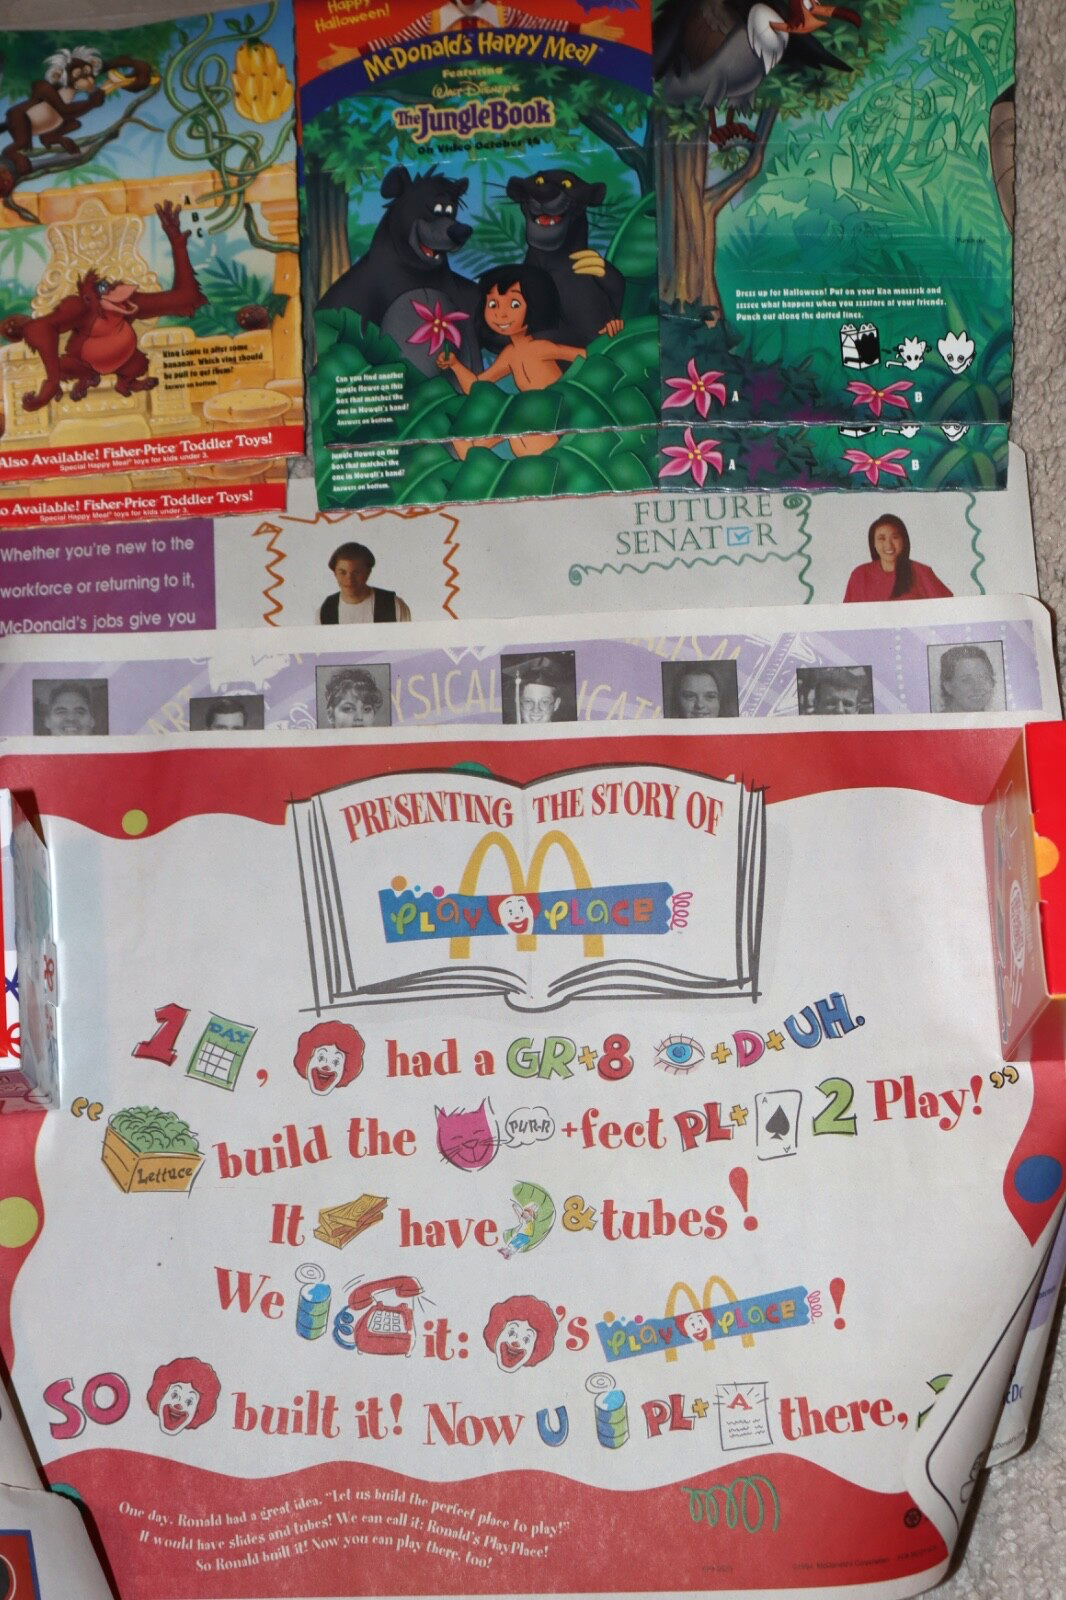 Happy
Halloween!
McDonald's Happy Meal
Featuring
Walt Disney's
The Jungle Book
On Video October
A
B
C
King Louie is after some
bananas. Which vine should
he pull to get them?
Answer on bottom.
Also Available! Fisher-Price Toddler Toys!
Special Happy Meal toys for kids under 3.
o Available! Fisher-Price Toddler Toys!
Special Happy Meal toys for kids under 3.
Can you find another
jungle flower on this
box that matches the
one in Mowgli's hand?
Answers on bottom.
jungle flower on this
box that matches the
one in Mowgli's hand?
Answers on bottom.
Dress up for Halloween! Put on your Kaa masssssk and
sssee what happens when you ssssstare at your friends.
Punch out along the dotted lines.
A
B
A
B
Whether you're new to the
workforce or returning to it,
McDonald's jobs give you
FUTURE
SENATOR
YSICAL
PRESENTING THE STORY OF
PLAY PLACE
1 DAY, had a GR+8 +D+UH.
“ Lettuce build the PUR-R +fect PL+ A 2 Play!”
It have & tubes!
We it: 's PLAY PLACE!
SO built it! Now U PL+ A there,
One day, Ronald had a great idea. "Let us build the perfect place to play!"
It would have slides and tubes! We can call it: Ronald's PlayPlace!
So Ronald built it! Now you can play there, too!